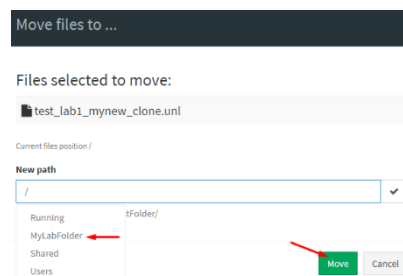 Move files to ...
Files selected to move:
test_lab1_mynew_clone.unl
Current files position /
New path
/
Running
tFolder/
MyLabFolder
Shared
Users
Move Cancel